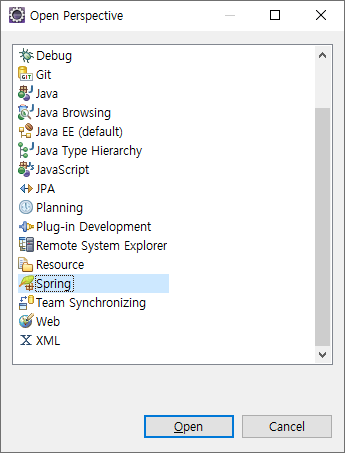 Open Perspective
Debug
Git
Java
Java Browsing
Java EE (default)
Java Type Hierarchy
JavaScript
JPA
Planning
Plug-in Development
Remote System Explorer
Resource
Spring
Team Synchronizing
Web
XML
Open
Cancel